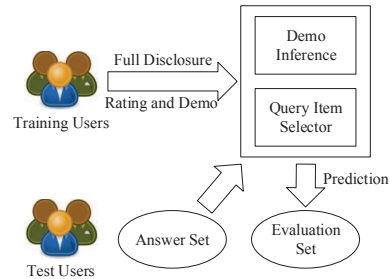 Full Disclosure
Rating and Demo
Training Users
Demo
Inference
Query Item
Selector
Prediction
Test Users
Answer Set
Evaluation
Set